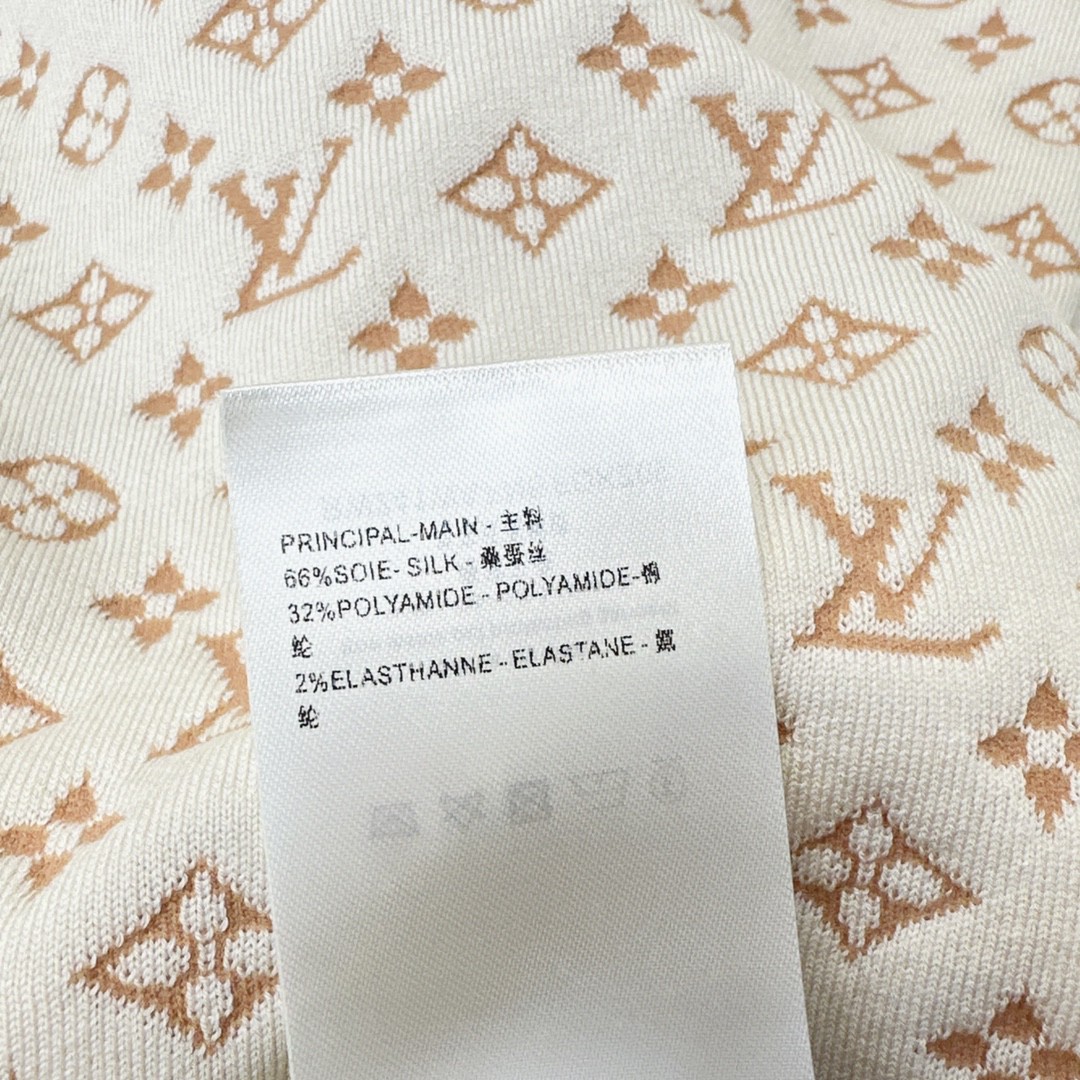 PRINCIPAL-MAIN - 主料
66%SOIE- SILK - 桑蚕丝
32%POLYAMIDE - POLYAMIDE-锦
纶
2%ELASTHANNE - ELASTANE - 氨
纶